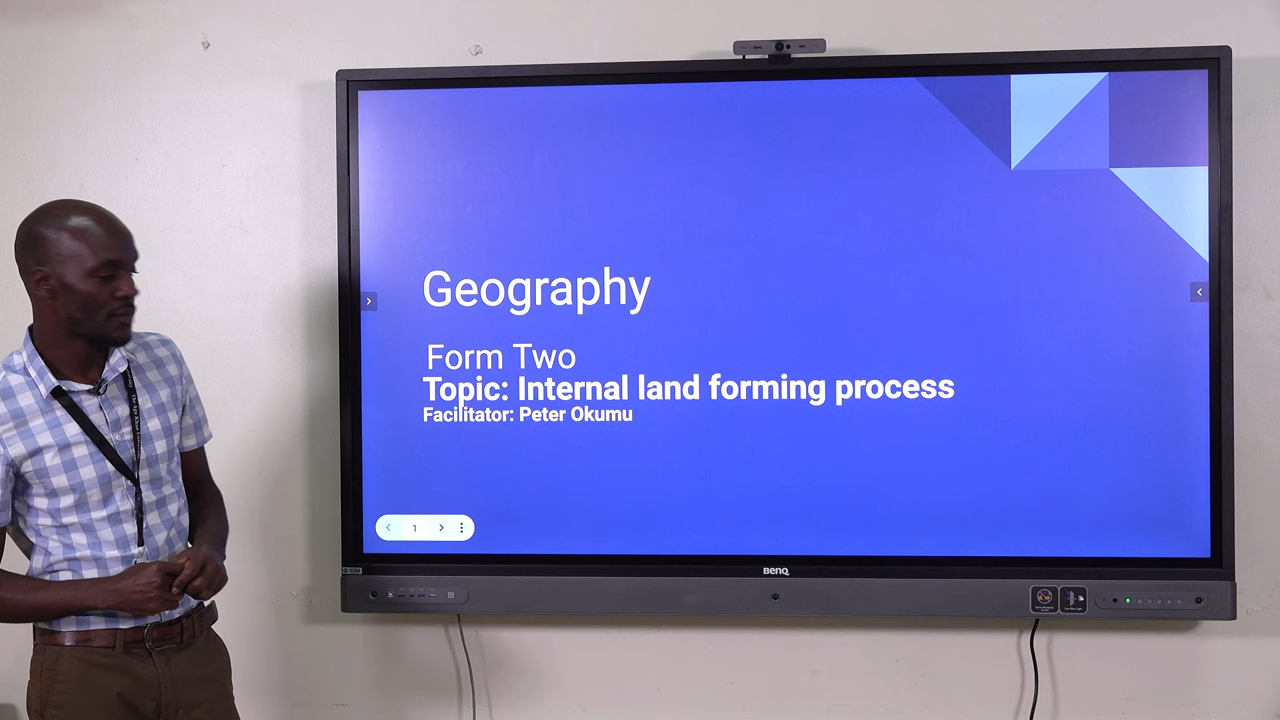 Geography
Form Two
Topic: Internal land forming process
Facilitator: Peter Okumu
1
BenQ